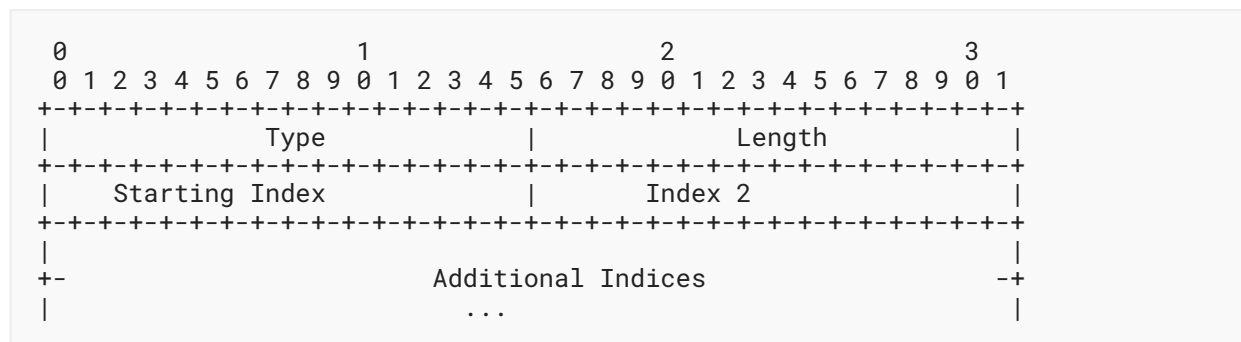 0                   1                   2                   3
 0 1 2 3 4 5 6 7 8 9 0 1 2 3 4 5 6 7 8 9 0 1 2 3 4 5 6 7 8 9 0 1
+-+-+-+-+-+-+-+-+-+-+-+-+-+-+-+-+-+-+-+-+-+-+-+-+-+-+-+-+-+-+-+-+
|              Type             |             Length            |
+-+-+-+-+-+-+-+-+-+-+-+-+-+-+-+-+-+-+-+-+-+-+-+-+-+-+-+-+-+-+-+-+
|    Starting Index             |       Index 2                 |
+-+-+-+-+-+-+-+-+-+-+-+-+-+-+-+-+-+-+-+-+-+-+-+-+-+-+-+-+-+-+-+-+
|                                                               |
+-                        Additional Indices                   -+
|                           ...                                 |